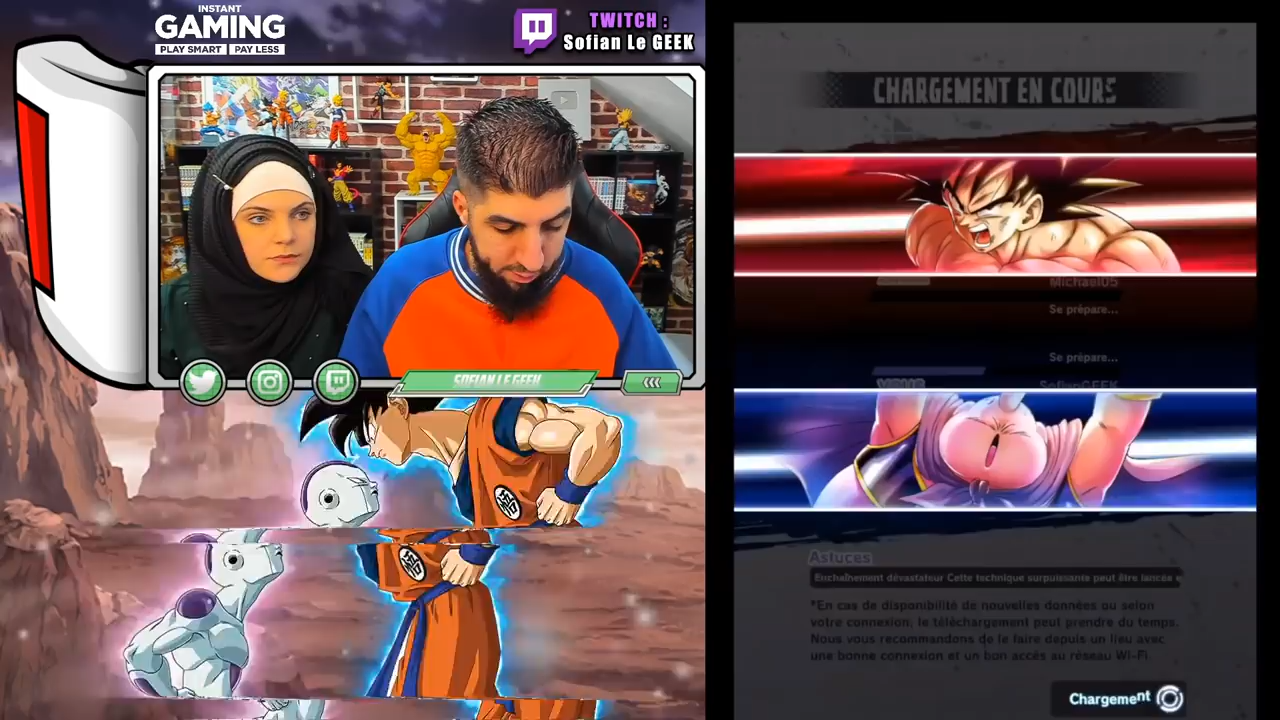 INSTANT
GAMING
PLAY SMART | PAY LESS
TWITCH :
Sofian Le GEEK
SOFIAN LE GEEK
CHARGEMENT EN COURS
Michael05
Se prépare...
Se prépare...
VOUS
SofianGEEK
Astuces
Enchaînement dévastateur Cette technique surpuissante peut être lancée
*En cas de disponibilité de nouvelles données ou selon
votre connexion, le téléchargement peut prendre du temps.
Nous vous recommandons de le faire depuis un lieu avec
une bonne connexion et un bon accès au réseau Wi-Fi.
Chargement